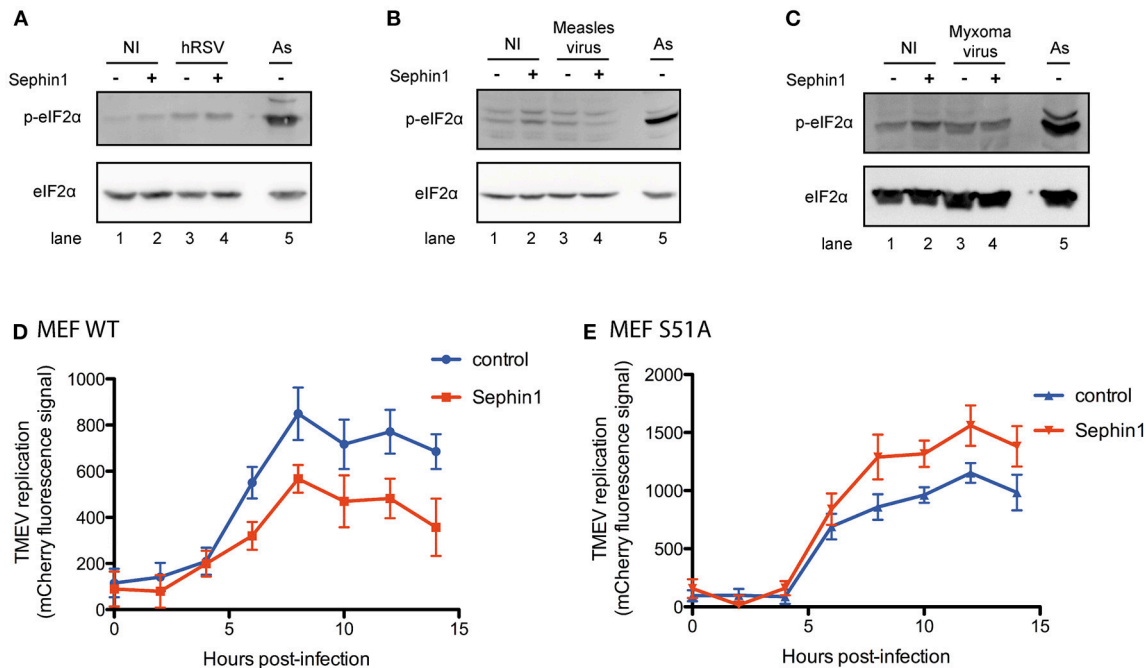 A
NI hRSV As
Sephin1 - + - + -
p-eIF2α
eIF2α
lane 1 2 3 4 5
B
NI Measles virus As
Sephin1 - + - + -
p-eIF2α
eIF2α
lane 1 2 3 4 5
C
NI Myxoma virus As
Sephin1 - + - + -
p-eIF2α
eIF2α
lane 1 2 3 4 5
D MEF WT
control
Sephin1
TMEV replication
(mCherry fluorescence signal)
1000
800
600
400
200
0
0 5 10 15
Hours post-infection
E MEF S51A
control
Sephin1
TMEV replication
(mCherry fluorescence signal)
2000
1500
1000
500
0
0 5 10 15
Hours post-infection